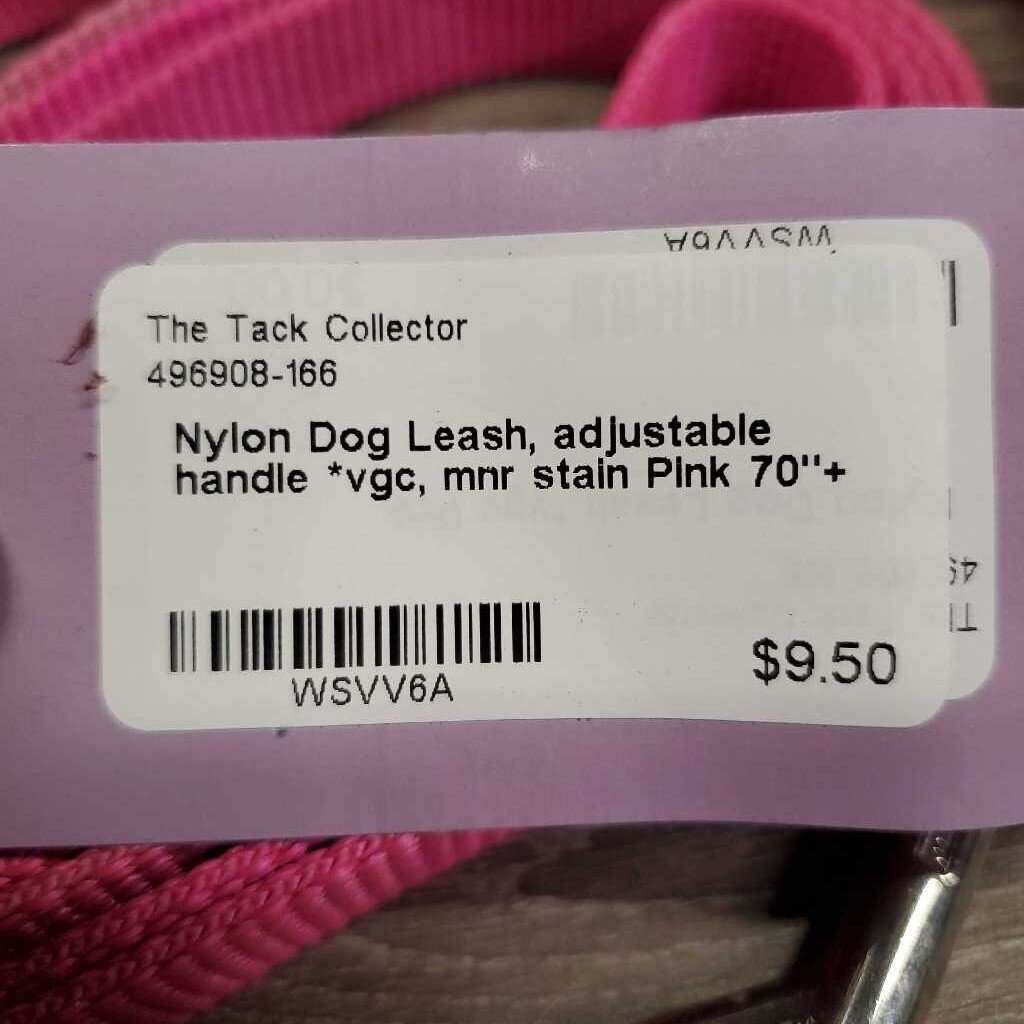 The Tack Collector
496908-166
Nylon Dog Leash, adjustable
handle *vgc, mnr stain Pink 70"+
WSVV6A
$9.50